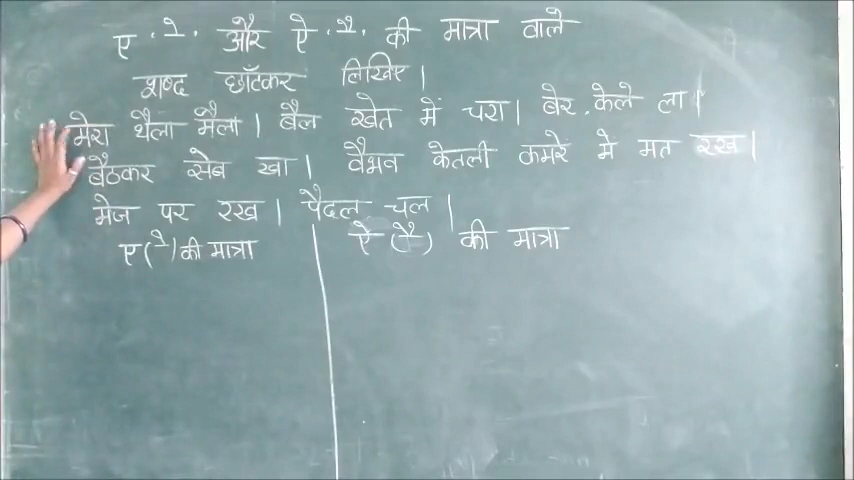 ए . े . और ऐ . ै . की मात्रा वाले
शब्द छाँटकर लिखिए।
मेरा थैला मैला। बैल खेत में चरा। बेर, केले ला।
बैठकर सेब खा। वैभव केतली कमरे में मत रख।
मेज पर रख। पैदल चल।
ए ( े ) की मात्रा ऐ ( ै ) की मात्रा